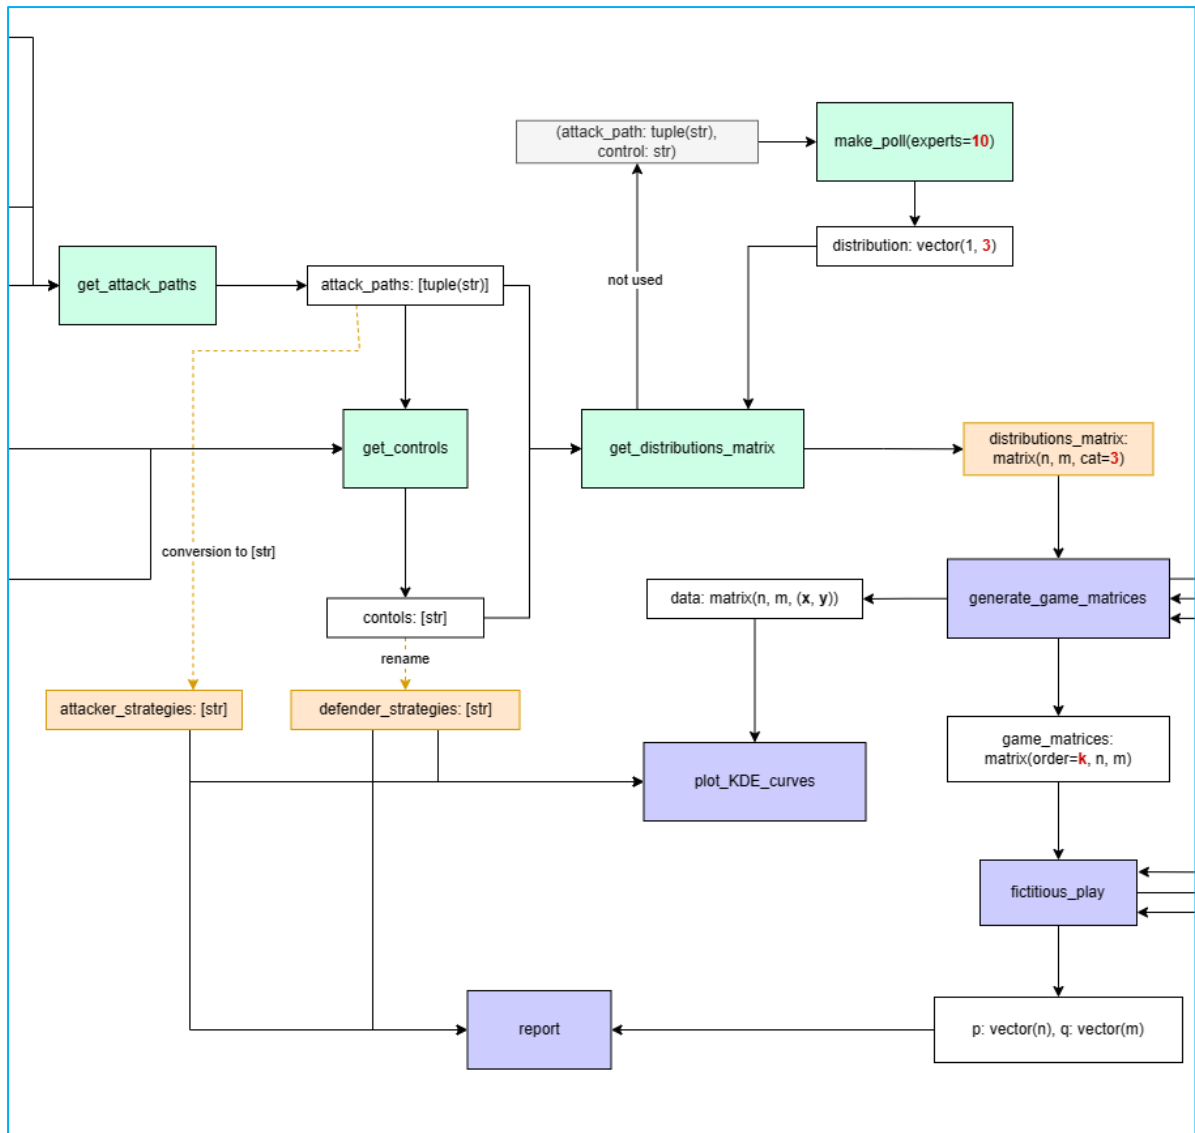 (attack_path: tuple(str),
control: str)
make_poll(experts=10)
distribution: vector(1, 3)
get_attack_paths
attack_paths: [tuple(str)]
not used
get_controls
get_distributions_matrix
distributions_matrix:
matrix(n, m, cat=3)
conversion to [str]
contols: [str]
data: matrix(n, m, (x, y))
generate_game_matrices
rename
attacker_strategies: [str]
defender_strategies: [str]
game_matrices:
matrix(order=k, n, m)
plot_KDE_curves
fictitious_play
report
p: vector(n), q: vector(m)